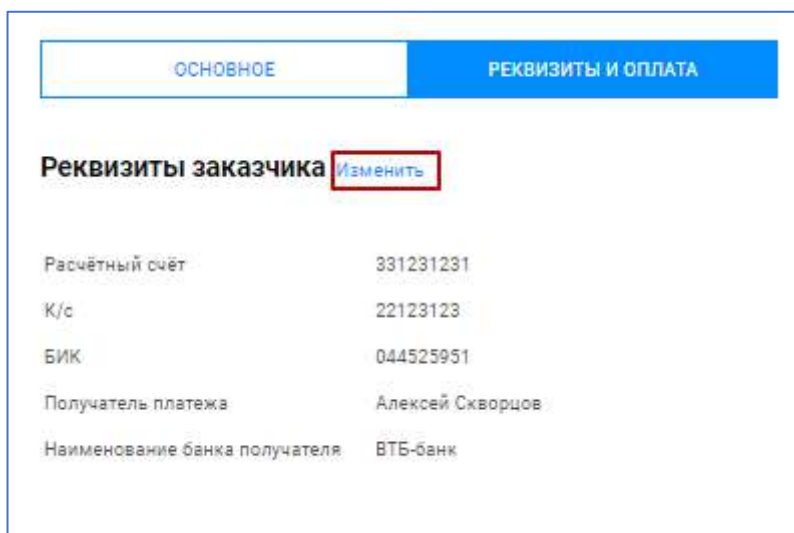 ОСНОВНОЕ РЕКВИЗИТЫ И ОПЛАТА
Реквизиты заказчика Изменить
Расчётный счёт 331231231
К/с 22123123
БИК 044525951
Получатель платежа Алексей Скворцов
Наименование банка получателя ВТБ-банк